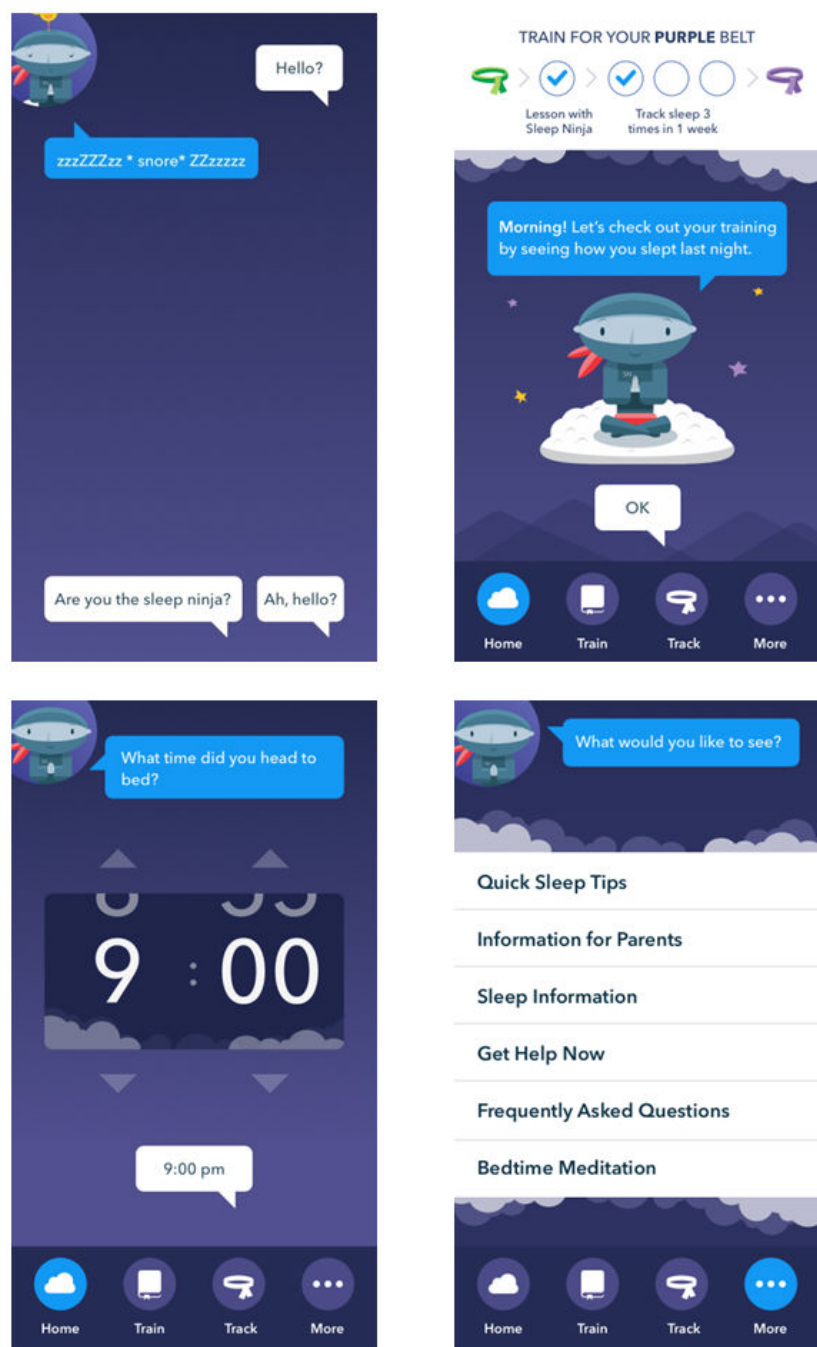 Hello?
zzzZZZzz * snore* ZZzzzzz
Are you the sleep ninja?
Ah, hello?
TRAIN FOR YOUR PURPLE BELT
Lesson with
Sleep Ninja
Track sleep 3
times in 1 week
Morning! Let's check out your training
by seeing how you slept last night.
SN
OK
Home
Train
Track
More
What time did you head to
bed?
9 : 00
9:00 pm
Home
Train
Track
More
What would you like to see?
Quick Sleep Tips
Information for Parents
Sleep Information
Get Help Now
Frequently Asked Questions
Bedtime Meditation
Home
Train
Track
More